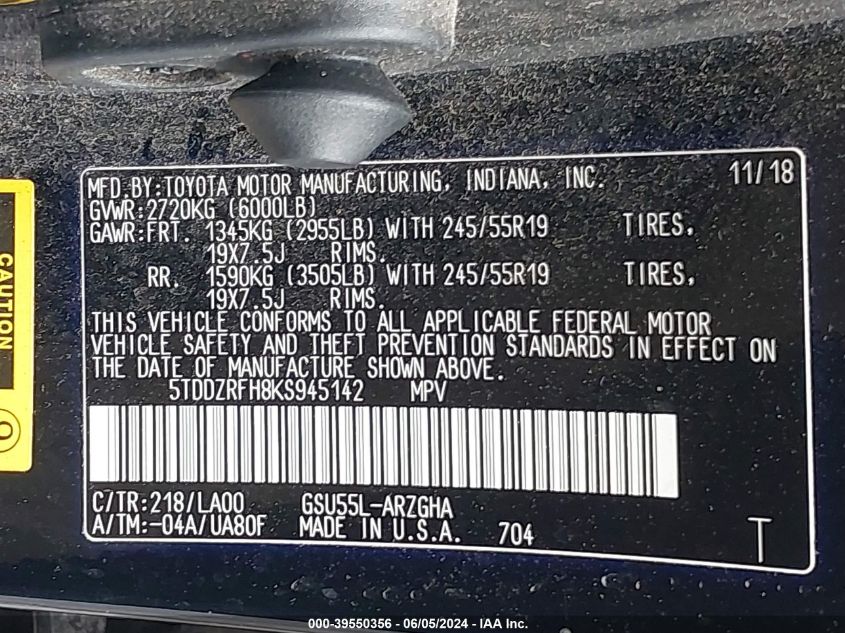 MFD.BY:TOYOTA MOTOR MANUFACTURING, INDIANA, INC. 11/18
GVWR:2720KG (6000LB)
GAWR:FRT. 1345KG (2955LB) WITH 245/55R19 TIRES,
19X7.5J RIMS.
RR. 1590KG (3505LB) WITH 245/55R19 TIRES,
19X7.5J RIMS.
THIS VEHICLE CONFORMS TO ALL APPLICABLE FEDERAL MOTOR
VEHICLE SAFETY AND THEFT PREVENTION STANDARDS IN EFFECT ON
THE DATE OF MANUFACTURE SHOWN ABOVE.
5TDDZRFH8KS945142 MPV
C/TR:218/LA00 GSU55L-ARZGHA
A/TM:-04A/UA80F MADE IN U.S.A. 704 T
CAUTION
000-39550356 - 06/05/2024 - IAA Inc.